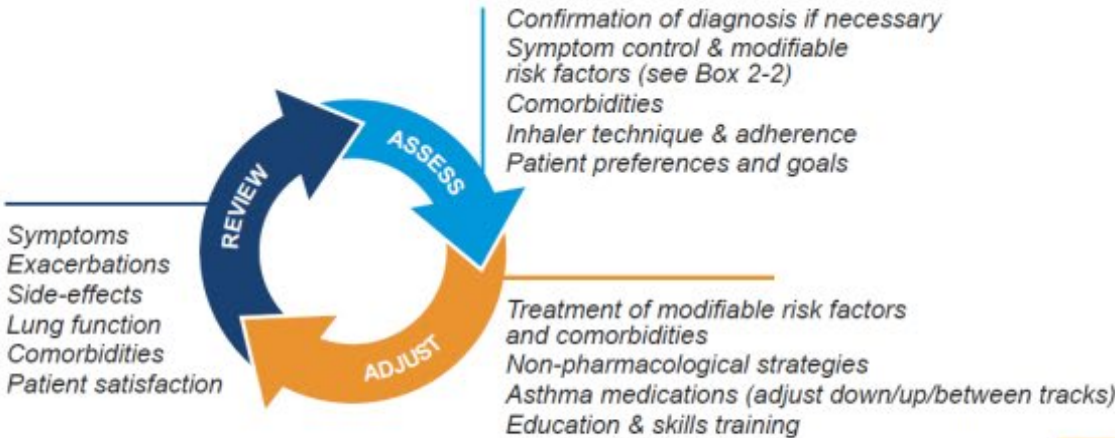 Confirmation of diagnosis if necessary
Symptom control & modifiable
risk factors (see Box 2-2)
Comorbidities
Inhaler technique & adherence
Patient preferences and goals
ASSESS
REVIEW
Symptoms
Exacerbations
Side-effects
Lung function
Comorbidities
Patient satisfaction
ADJUST
Treatment of modifiable risk factors
and comorbidities
Non-pharmacological strategies
Asthma medications (adjust down/up/between tracks)
Education & skills training